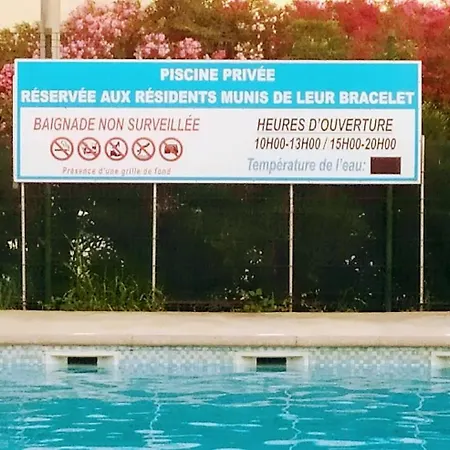 PISCINE PRIVÉE
RÉSERVÉE AUX RÉSIDENTS MUNIS DE LEUR BRACELET
BAIGNADE NON SURVEILLÉE
Présence d'une grille de fond
HEURES D'OUVERTURE
10H00-13H00 / 15H00-20H00
Température de l'eau: